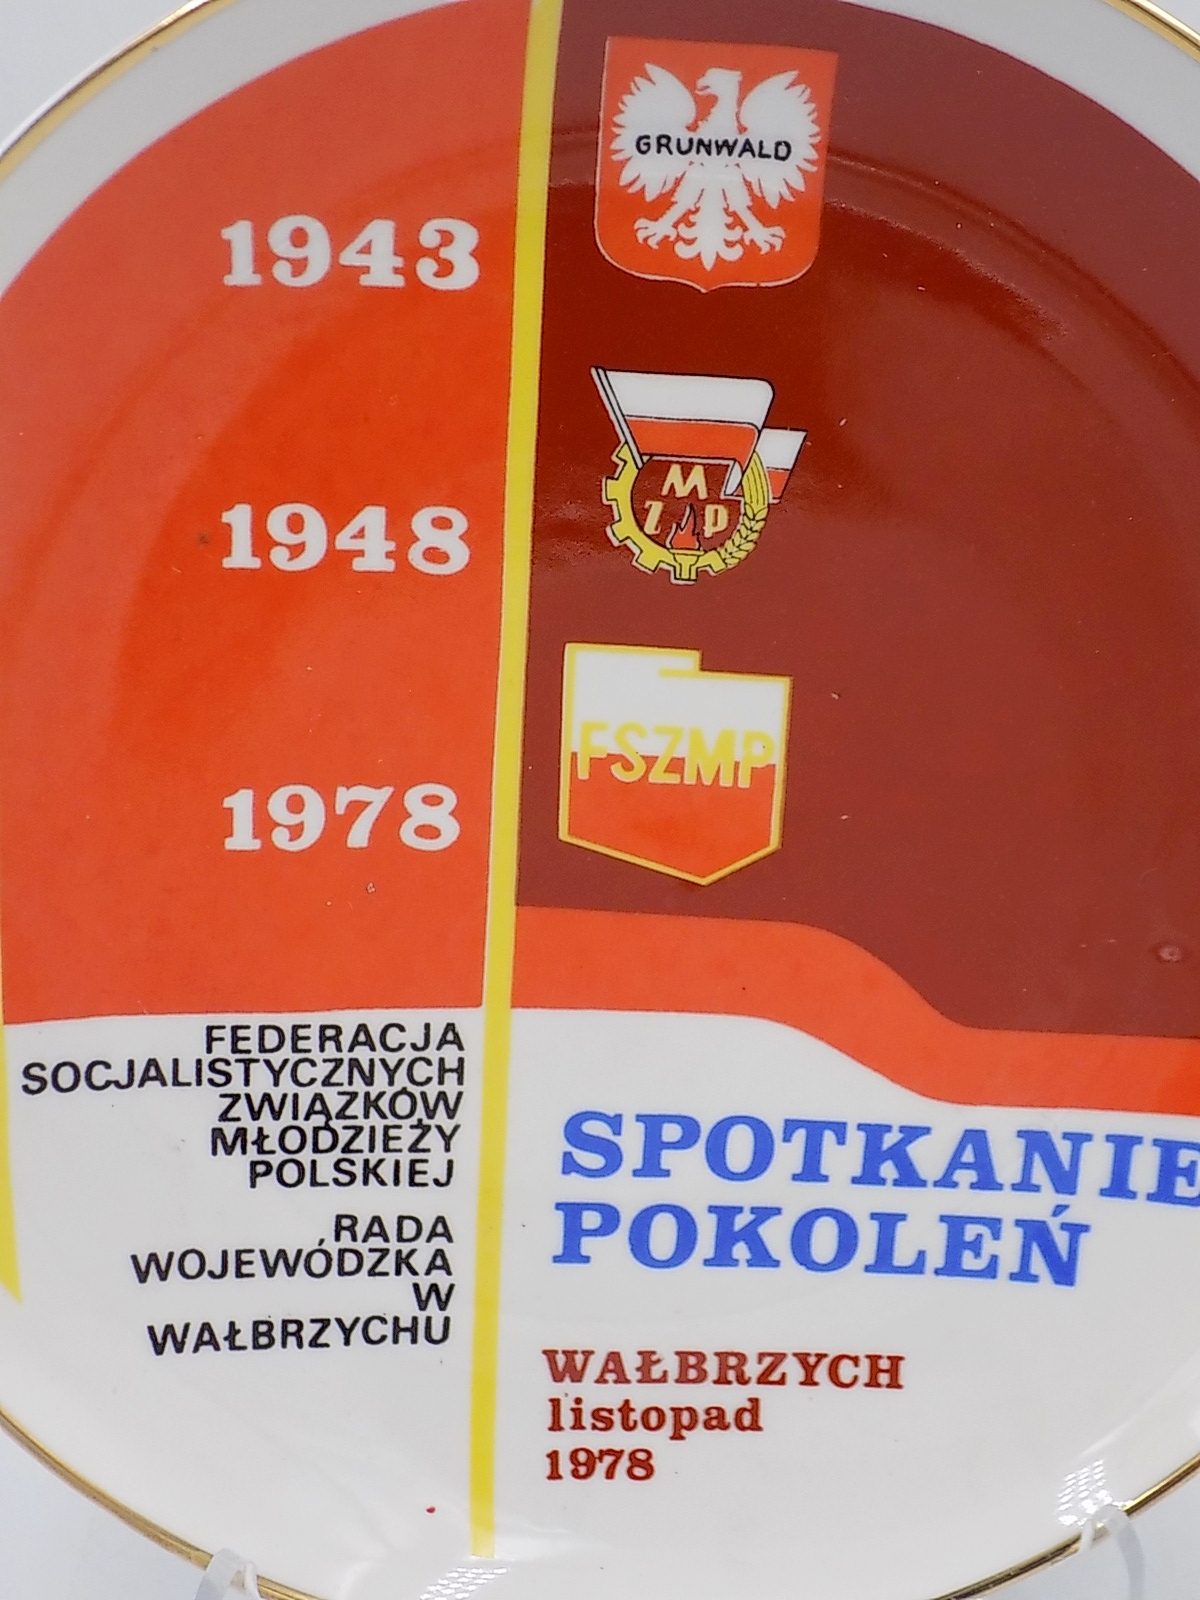 1943
GRUNWALD
1948
M
Z P
1978
FSZMP
FEDERACJA
SOCJALISTYCZNYCH
ZWIĄZKÓW
MŁODZIEŻY
POLSKIEJ
RADA
WOJEWÓDZKA
W
WAŁBRZYCHU
SPOTKANIE
POKOLEŃ
WAŁBRZYCH
listopad
1978